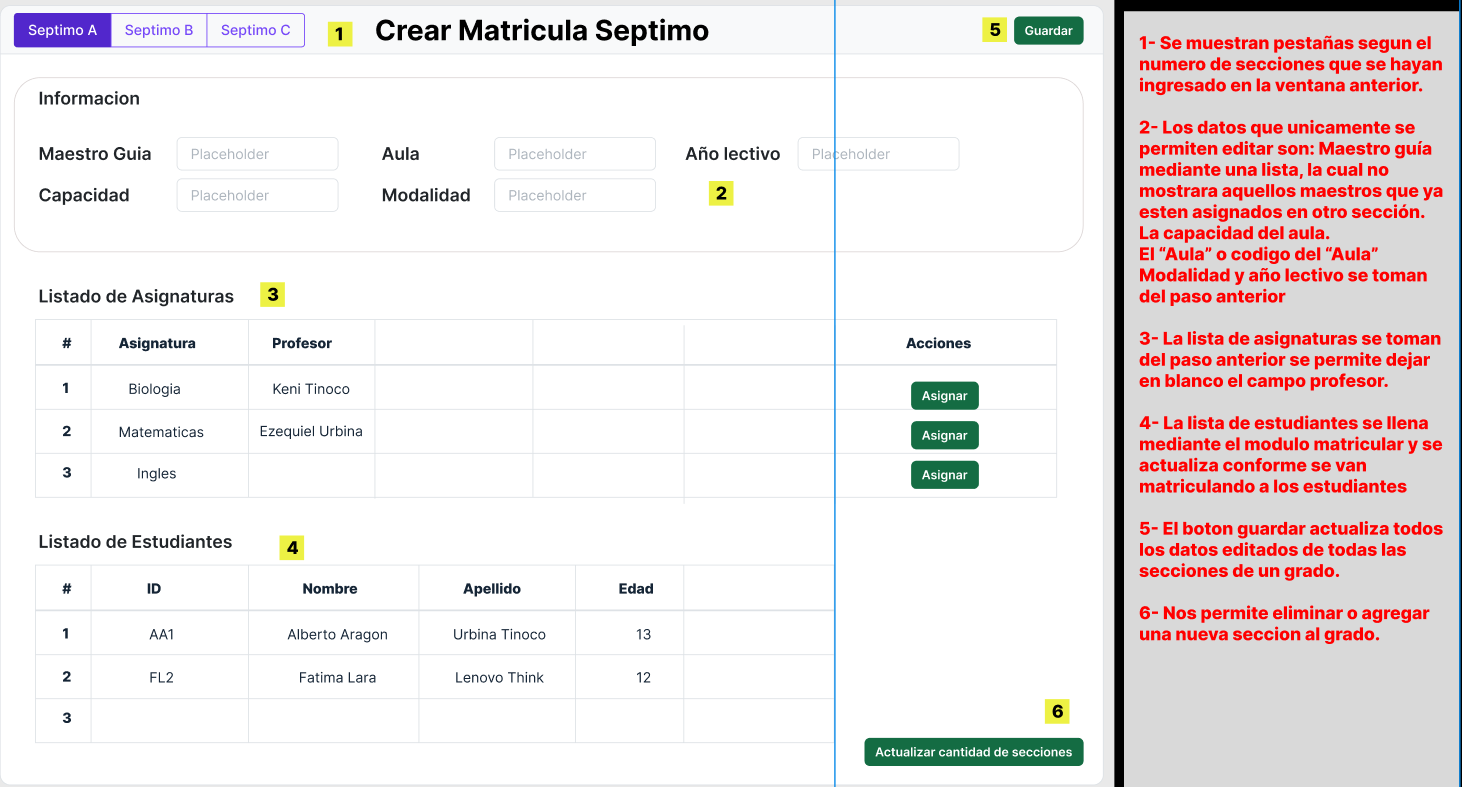 Septimo A
Septimo B
Septimo C
1
Crear Matricula Septimo
5
Guardar
Informacion
Maestro Guia
Placeholder
Aula
Placeholder
Año lectivo
Placeholder
Capacidad
Placeholder
Modalidad
Placeholder
2
Listado de Asignaturas
3
# Asignatura Profesor Acciones
1 Biologia Keni Tinoco Asignar
2 Matematicas Ezequiel Urbina Asignar
3 Ingles Asignar
Listado de Estudiantes
4
# ID Nombre Apellido Edad
1 AA1 Alberto Aragon Urbina Tinoco 13
2 FL2 Fatima Lara Lenovo Think 12
3
6
Actualizar cantidad de secciones
1- Se muestran pestañas segun el
numero de secciones que se hayan
ingresado en la ventana anterior.
2- Los datos que unicamente se
permiten editar son: Maestro guía
mediante una lista, la cual no
mostrara aquellos maestros que ya
esten asignados en otro sección.
La capacidad del aula.
El “Aula” o codigo del “Aula”
Modalidad y año lectivo se toman
del paso anterior
3- La lista de asignaturas se toman
del paso anterior se permite dejar
en blanco el campo profesor.
4- La lista de estudiantes se llena
mediante el modulo matricular y se
actualiza conforme se van
matriculando a los estudiantes
5- El boton guardar actualiza todos
los datos editados de todas las
secciones de un grado.
6- Nos permite eliminar o agregar
una nueva seccion al grado.